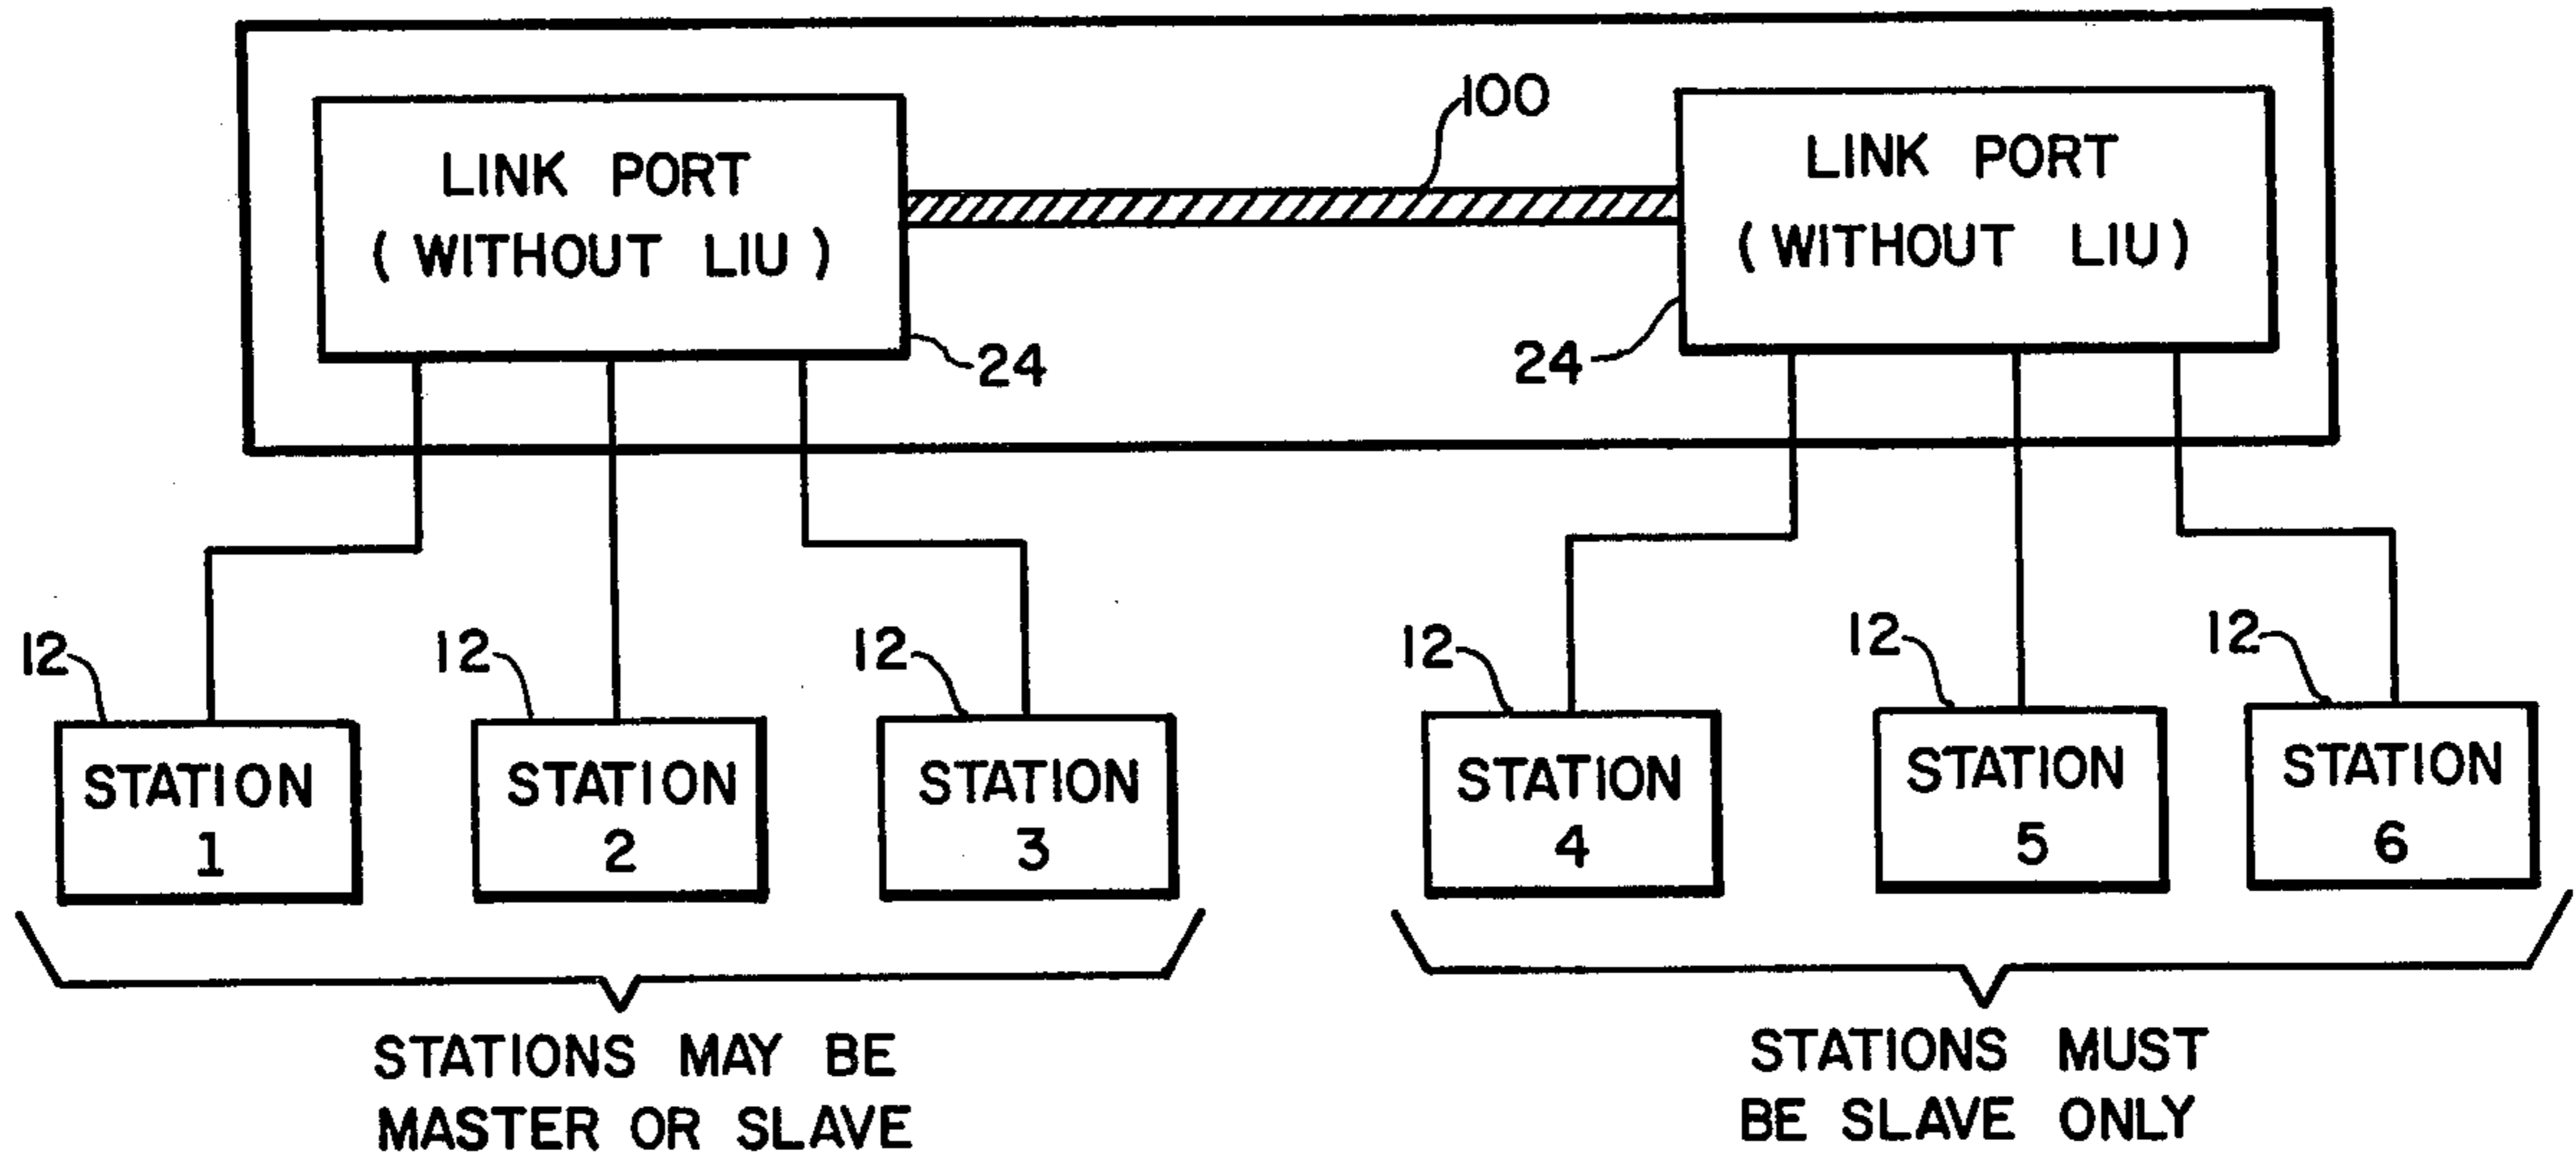 100
LINK PORT
(WITHOUT LIU)
LINK PORT
(WITHOUT LIU)
24
24
12
12
12
12
12
12
STATION
1
STATION
2
STATION
3
STATION
4
STATION
5
STATION
6
STATIONS MAY BE
MASTER OR SLAVE
STATIONS MUST
BE SLAVE ONLY